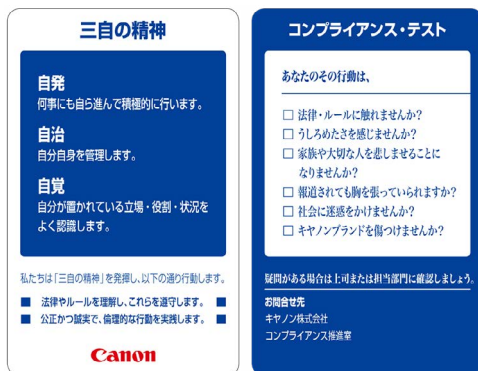 三自の精神
自発
何事にも自ら進んで積極的に行います。
自治
自分自身を管理します。
自覚
自分が置かれている立場・役割・状況を
よく認識します。
私たちは「三自の精神」を発揮し、以下の通り行動します。
■ 法律やルールを理解し、これらを遵守します。 ■
■ 公正かつ誠実で、倫理的な行動を実践します。 ■
Canon
コンプライアンス・テスト
あなたのその行動は、
□ 法律・ルールに触れませんか?
□ うしろめたさを感じませんか?
□ 家族や大切な人を悲しませることに
なりませんか?
□ 報道されても胸を張っていられますか?
□ 社会に迷惑をかけませんか?
□ キヤノンブランドを傷つけませんか?
疑問がある場合は上司または担当部門に確認しましょう。
お問合せ先
キヤノン株式会社
コンプライアンス推進室